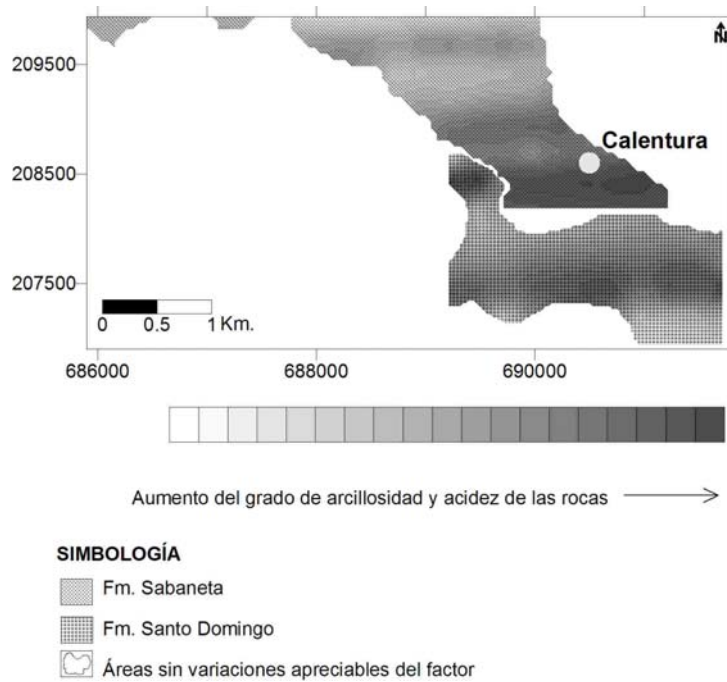 N
209500
Calentura
208500
207500
0 0.5 1 Km.
686000 688000 690000
Aumento del grado de arcillosidad y acidez de las rocas
SIMBOLOGÍA
Fm. Sabaneta
Fm. Santo Domingo
Áreas sin variaciones apreciables del factor